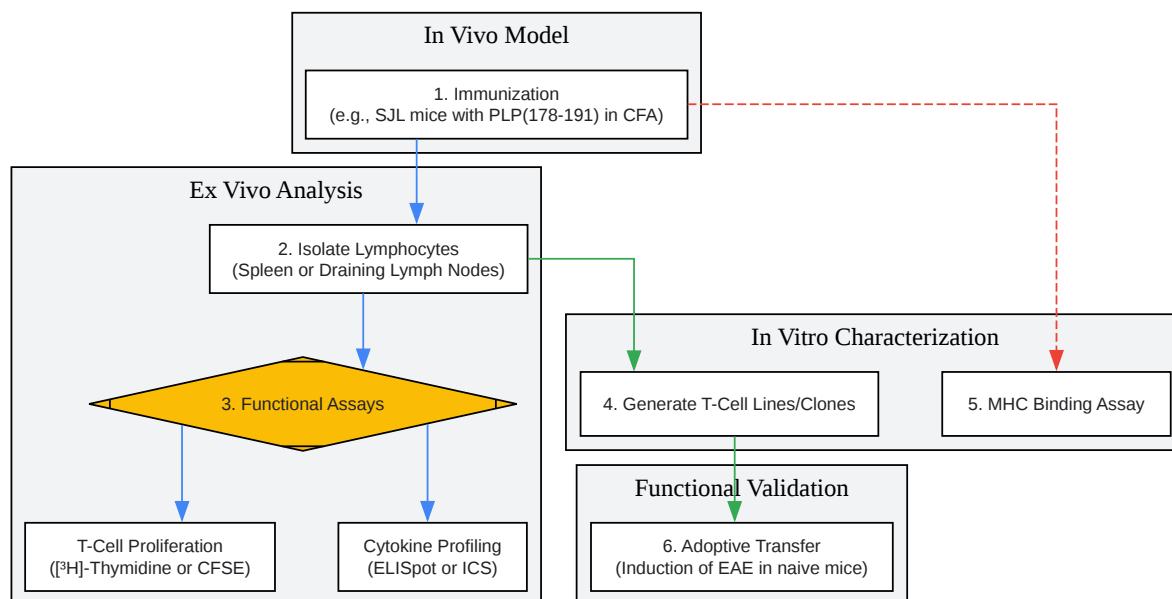 In Vivo Model
1. Immunization
(e.g., SJL mice with PLP(178-191) in CFA)
Ex Vivo Analysis
2. Isolate Lymphocytes
(Spleen or Draining Lymph Nodes)
3. Functional Assays
T-Cell Proliferation
([³H]-Thymidine or CFSE)
Cytokine Profiling
(ELISpot or ICS)
In Vitro Characterization
4. Generate T-Cell Lines/Clones
5. MHC Binding Assay
Functional Validation
6. Adoptive Transfer
(Induction of EAE in naive mice)